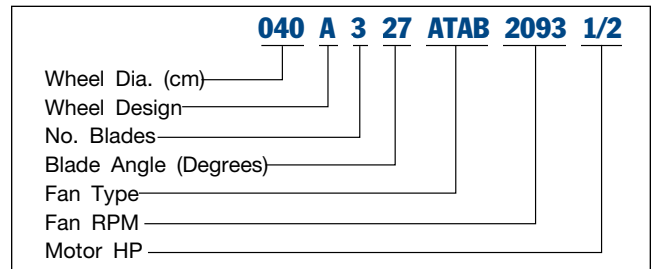 040 A 3 27 ATAB 2093 1/2
Wheel Dia. (cm)
Wheel Design
No. Blades
Blade Angle (Degrees)
Fan Type
Fan RPM
Motor HP